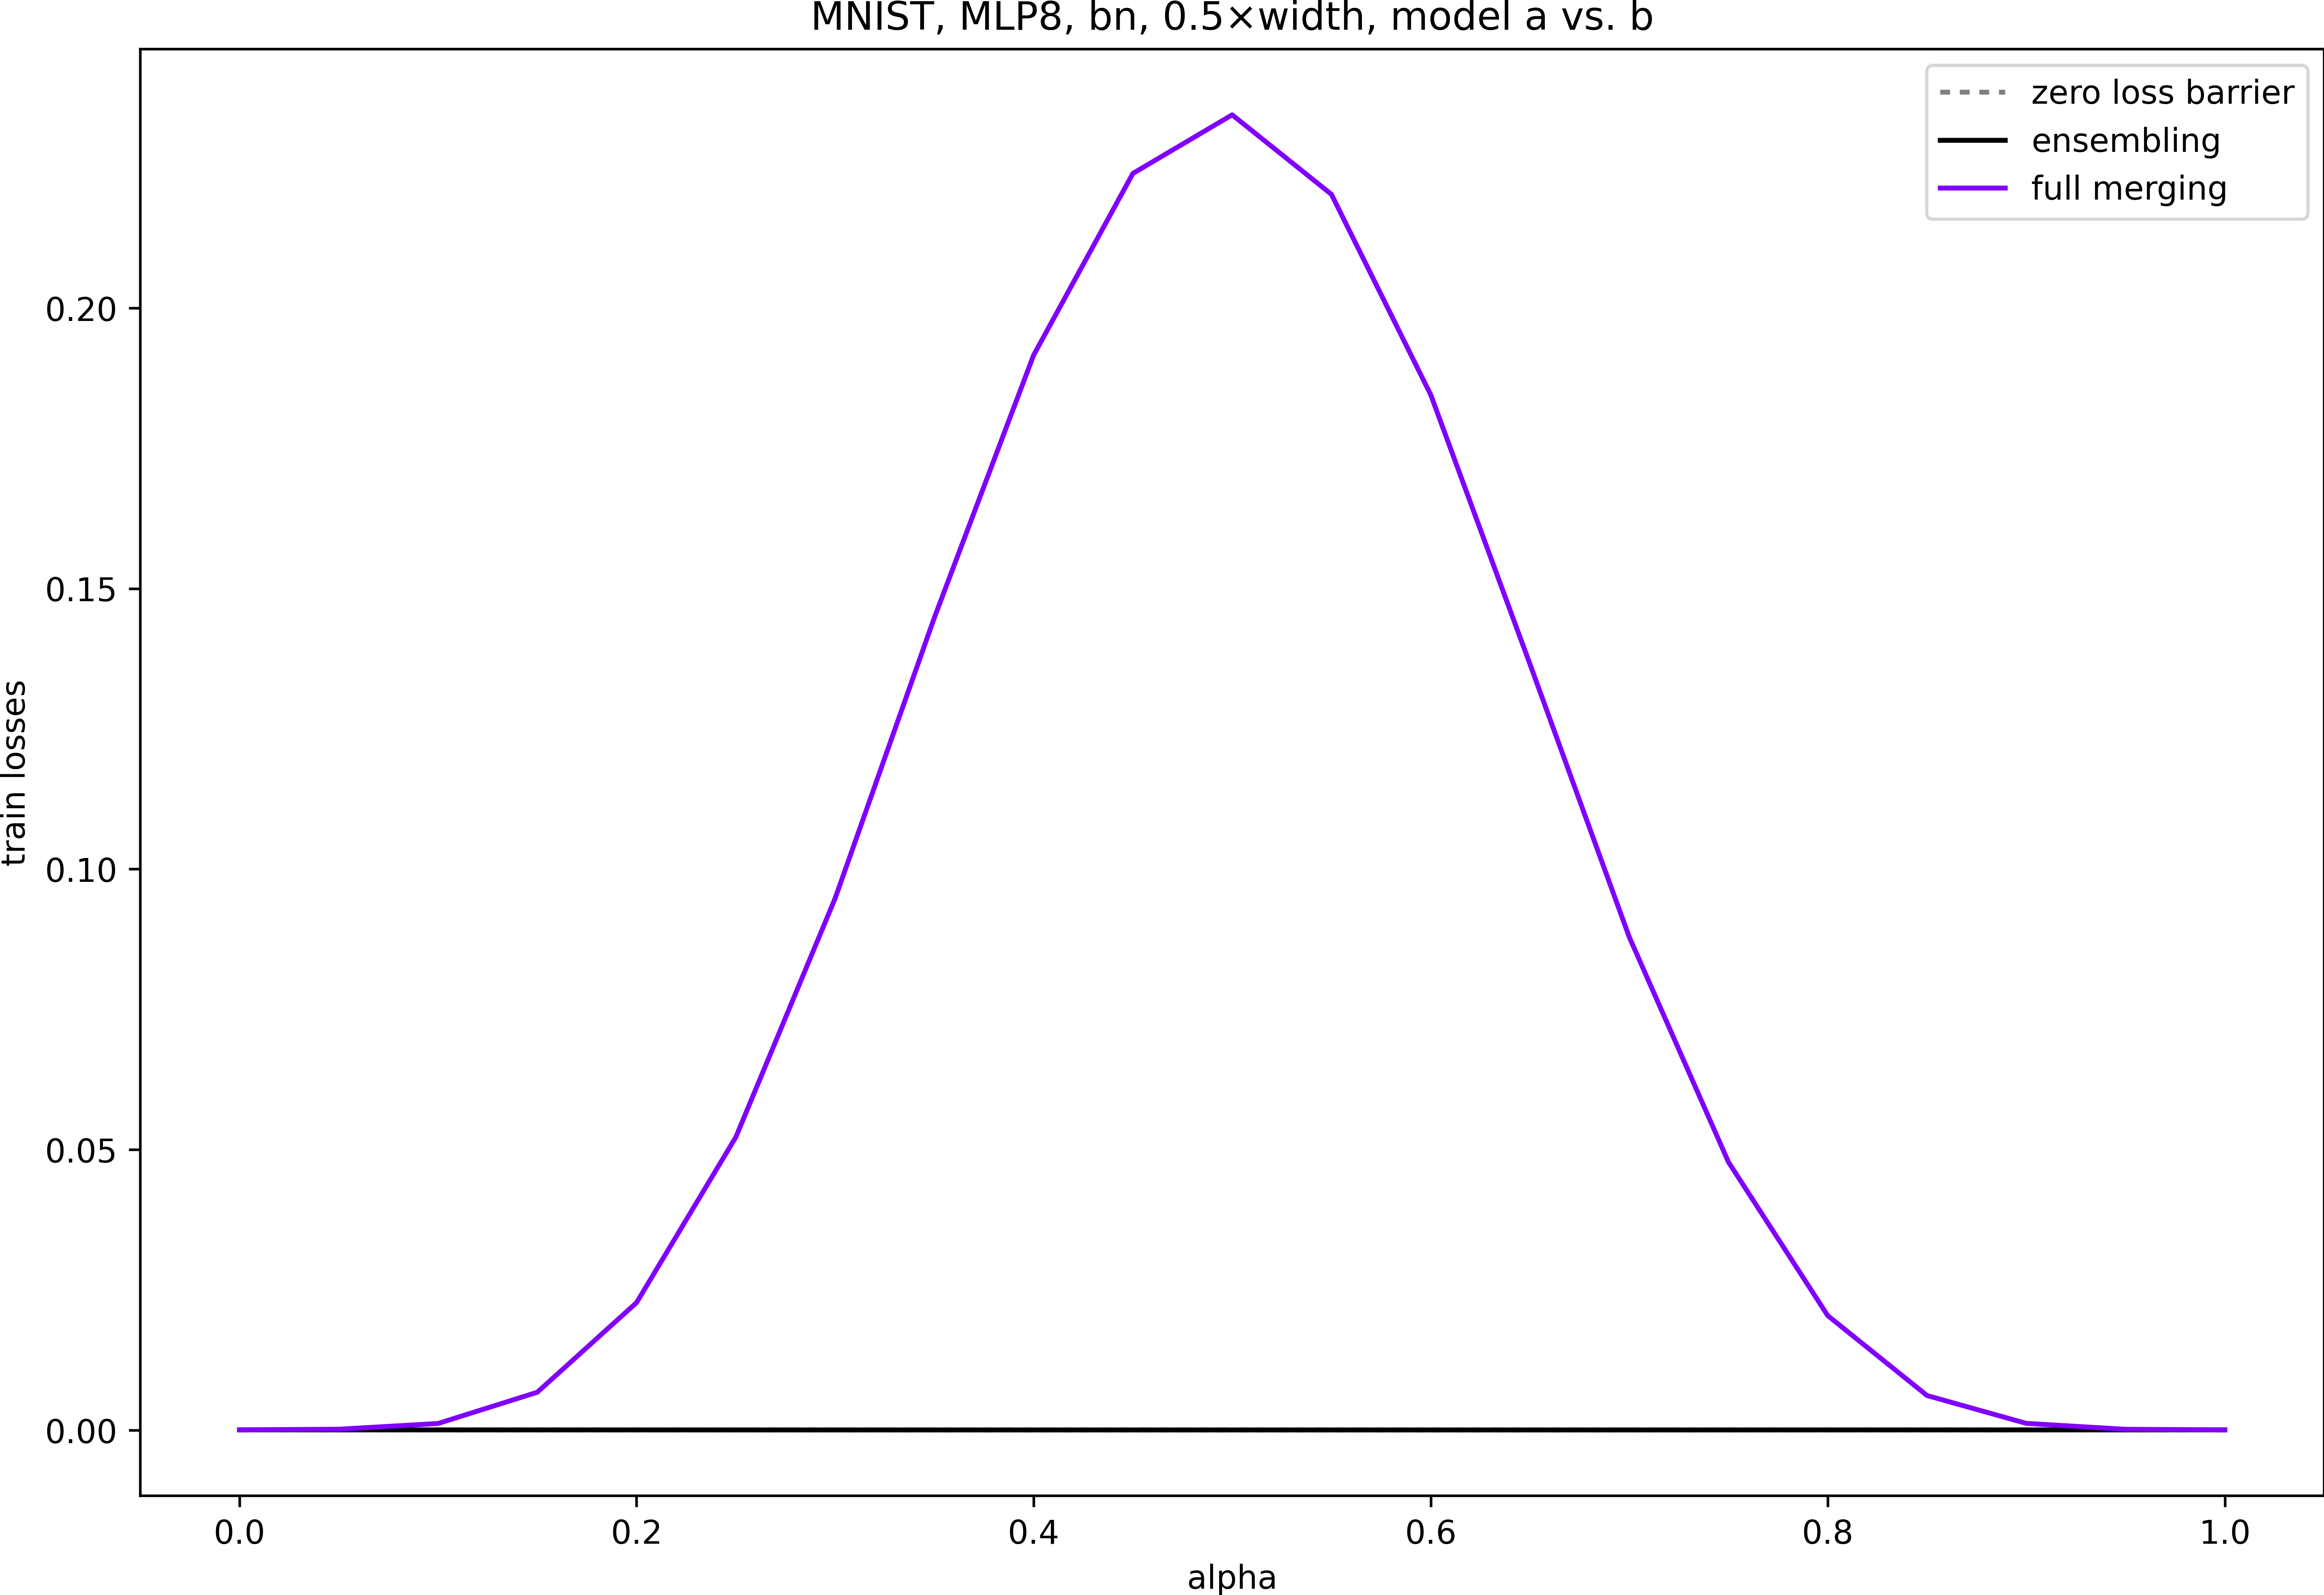 MNIST, MLP8, bn, 0.5×width, model a vs. b
zero loss barrier
ensembling
full merging
train losses
0.20
0.15
0.10
0.05
0.00
0.0 0.2 0.4 0.6 0.8 1.0
alpha